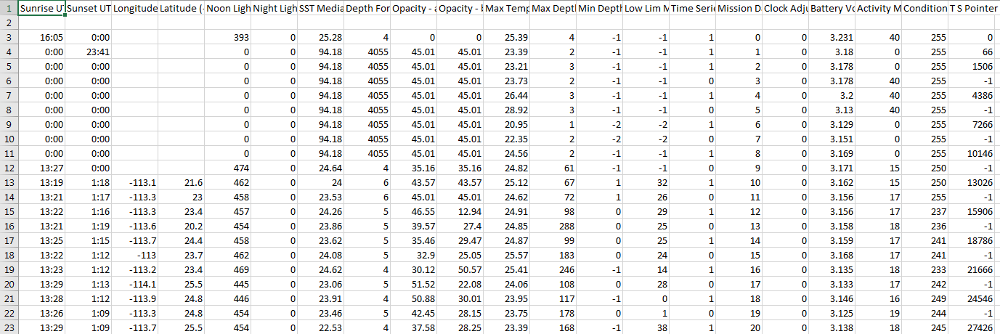 1 Sunrise UT Sunset UT Longitude Latitude (- Noon Ligh Night Ligh SST Media Depth For Opacity - a Opacity - b Max Temp Max Dept Min Depth Low Lim M Time Serie Mission D Clock Adju Battery Vo Activity M Condition T S Pointer
2
3 16:05 0:00 393 0 25.28 4 0 0 25.39 4 -1 -1 1 0 0 3.231 40 255 0
4 0:00 23:41 0 0 94.18 4055 45.01 45.01 23.39 2 -1 -1 1 1 0 3.18 0 255 66
5 0:00 0:00 0 0 94.18 4055 45.01 45.01 23.21 3 -1 -1 1 2 0 3.178 0 255 1506
6 0:00 0:00 0 0 94.18 4055 45.01 45.01 23.73 2 -1 -1 0 3 0 3.178 40 255 -1
7 0:00 0:00 0 0 94.18 4055 45.01 45.01 26.44 3 -1 -1 1 4 0 3.2 40 255 4386
8 0:00 0:00 0 0 94.18 4055 45.01 45.01 28.92 3 -1 -1 0 5 0 3.13 40 255 -1
9 0:00 0:00 0 0 94.18 4055 45.01 45.01 20.95 1 -2 -2 1 6 0 3.129 0 255 7266
10 0:00 0:00 0 0 94.18 4055 45.01 45.01 22.35 2 -2 -2 0 7 0 3.151 0 255 -1
11 0:00 0:00 0 0 94.18 4055 45.01 45.01 24.56 2 -1 -1 1 8 0 3.169 0 255 10146
12 13:27 0:00 474 0 24.64 4 35.16 35.16 24.82 61 -1 -1 0 9 0 3.171 15 250 -1
13 13:19 1:18 -113.1 21.6 462 0 24 6 43.57 43.57 25.12 67 1 32 1 10 0 3.162 15 250 13026
14 13:21 1:17 -113.3 23 458 0 23.53 6 45.01 45.01 24.62 72 1 26 0 11 0 3.156 17 255 -1
15 13:22 1:16 -113.3 23.4 457 0 24.26 5 46.55 12.94 24.91 98 0 29 1 12 0 3.156 17 237 15906
16 13:21 1:19 -113.6 20.2 454 0 23.86 5 39.57 27.4 24.85 288 0 25 0 13 0 3.158 18 236 -1
17 13:25 1:15 -113.7 24.4 458 0 23.62 5 35.46 29.47 24.87 99 0 25 1 14 0 3.159 17 241 18786
18 13:22 1:12 -113 23.7 462 0 24.08 5 32.9 25.05 25.57 183 0 24 0 15 0 3.168 17 241 -1
19 13:23 1:12 -113.2 23.4 469 0 24.62 4 30.12 50.57 25.41 246 -1 14 1 16 0 3.135 18 233 21666
20 13:29 1:13 -114.1 25.5 445 0 23.06 5 51.52 22.08 24.06 108 0 28 0 17 0 3.133 17 242 -1
21 13:28 1:12 -113.9 24.8 446 0 23.91 4 50.88 30.01 23.95 117 -1 0 1 18 0 3.146 16 249 24546
22 13:26 1:09 -113.3 24.8 454 0 23.46 5 42.45 28.15 23.75 178 0 1 0 19 0 3.125 19 244 -1
23 13:29 1:09 -113.7 25.5 454 0 22.53 4 37.58 28.25 23.39 168 -1 38 1 20 0 3.138 18 245 27426